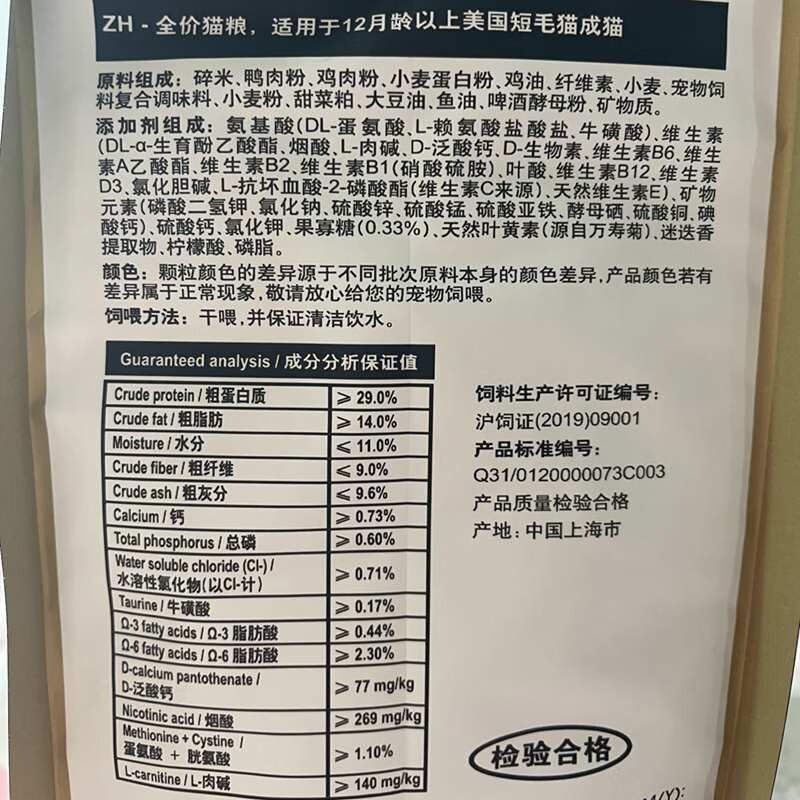 ZH - 全价猫粮，适用于12月龄以上美国短毛猫成猫
原料组成：碎米、鸭肉粉、鸡肉粉、小麦蛋白粉、鸡油、纤维素、小麦、宠物饲
料复合调味料、小麦粉、甜菜粕、大豆油、鱼油、啤酒酵母粉、矿物质。
添加剂组成：氨基酸(DL-蛋氨酸、L-赖氨酸盐酸盐、牛磺酸)、维生素
(DL-α-生育酚乙酸酯、烟酸、L-肉碱、D-泛酸钙、D-生物素、维生素B6、维生
素A乙酸酯、维生素B2、维生素B1(硝酸硫胺)、叶酸、维生素B12、维生素
D3、氯化胆碱、L-抗坏血酸-2-磷酸酯(维生素C来源)、天然维生素E)、矿物
元素(磷酸二氢钾、氯化钠、硫酸锌、硫酸锰、硫酸亚铁、酵母硒、硫酸铜、碘
酸钙)、硫酸钙、氯化钾、果寡糖(0.33%)、天然叶黄素(源自万寿菊)、迷迭香
提取物、柠檬酸、磷脂。
颜色：颗粒颜色的差异源于不同批次原料本身的颜色差异,产品颜色若有
差异属于正常现象,敬请放心给您的宠物饲喂。
饲喂方法：干喂,并保证清洁饮水。
Guaranteed analysis / 成分分析保证值
Crude protein / 粗蛋白质 ⩾ 29.0%
Crude fat / 粗脂肪 ⩾ 14.0%
Moisture / 水分 ⩽ 11.0%
Crude fiber / 粗纤维 ⩽ 9.0%
Crude ash / 粗灰分 ⩽ 9.6%
Calcium / 钙 ⩾ 0.73%
Total phosphorus / 总磷 ⩾ 0.60%
Water soluble chloride (Cl-) /
水溶性氯化物(以Cl-计) ⩾ 0.71%
Taurine / 牛磺酸 ⩾ 0.17%
Ω-3 fatty acids / Ω-3 脂肪酸 ⩾ 0.44%
Ω-6 fatty acids / Ω-6 脂肪酸 ⩾ 2.30%
D-calcium pantothenate /
D-泛酸钙 ⩾ 77 mg/kg
Nicotinic acid / 烟酸 ⩾ 269 mg/kg
Methionine + Cystine /
蛋氨酸 + 胱氨酸 ⩾ 1.10%
L-carnitine / L-肉碱 ⩾ 140 mg/kg
饲料生产许可证编号：
沪饲证(2019)09001
产品标准编号：
Q31/0120000073C003
产品质量检验合格
产地：中国上海市
检验合格